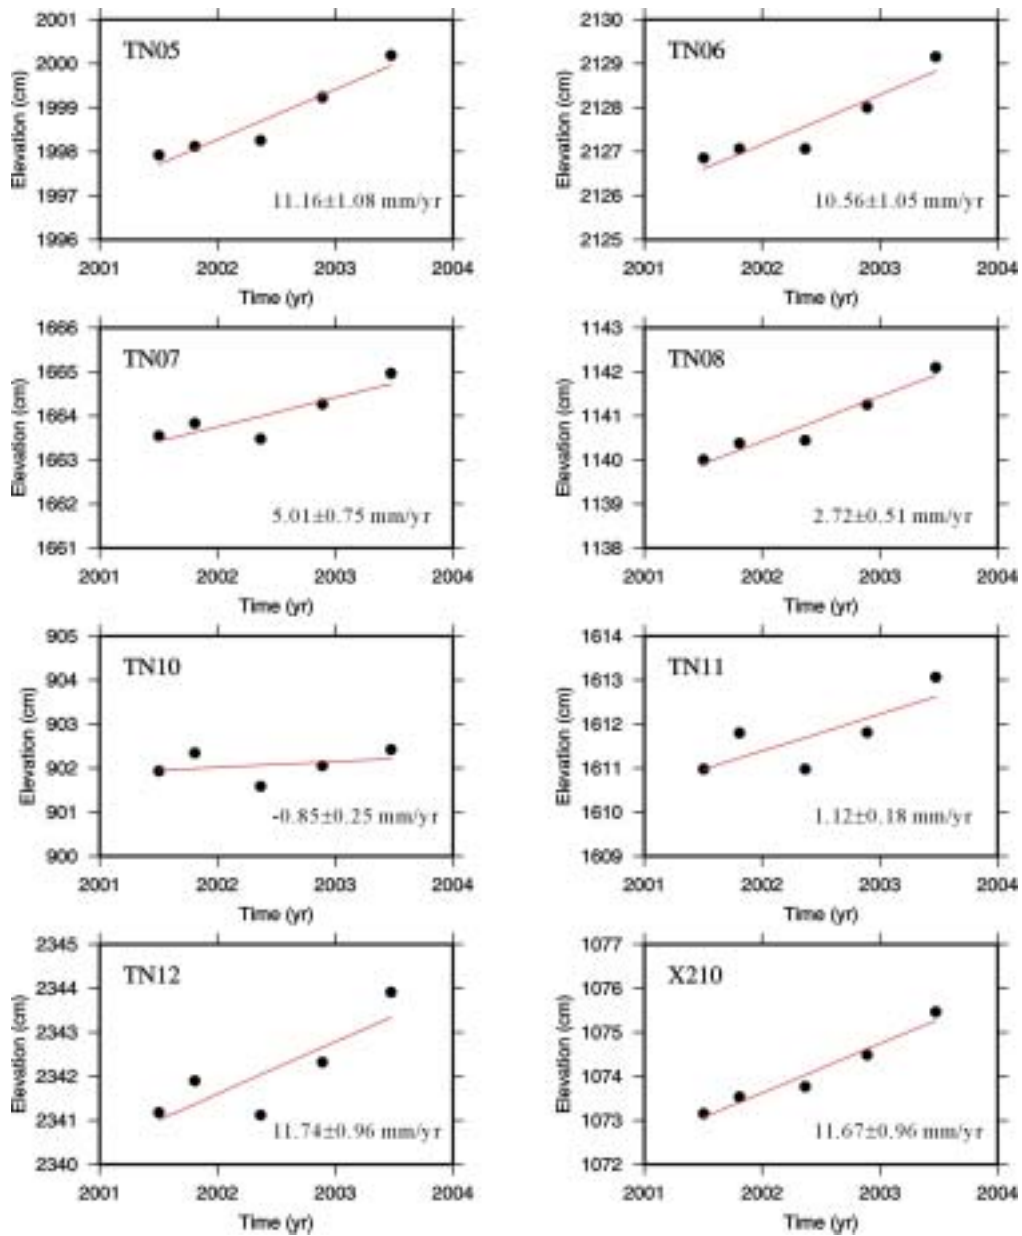 TN05
Elevation (cm)
2001
2000
1999
1998
1997
1996
11.16±1.08 mm/yr
2001 2002 2003 2004
Time (yr)
TN06
Elevation (cm)
2130
2129
2128
2127
2126
2125
10.56±1.05 mm/yr
2001 2002 2003 2004
Time (yr)
TN07
Elevation (cm)
1666
1665
1664
1663
1662
1661
5.01±0.75 mm/yr
2001 2002 2003 2004
Time (yr)
TN08
Elevation (cm)
1143
1142
1141
1140
1139
1138
2.72±0.51 mm/yr
2001 2002 2003 2004
Time (yr)
TN10
Elevation (cm)
905
904
903
902
901
900
-0.85±0.25 mm/yr
2001 2002 2003 2004
Time (yr)
TN11
Elevation (cm)
1614
1613
1612
1611
1610
1609
1.12±0.18 mm/yr
2001 2002 2003 2004
Time (yr)
TN12
Elevation (cm)
2345
2344
2343
2342
2341
2340
11.74±0.96 mm/yr
2001 2002 2003 2004
Time (yr)
X210
Elevation (cm)
1077
1076
1075
1074
1073
1072
11.67±0.96 mm/yr
2001 2002 2003 2004
Time (yr)